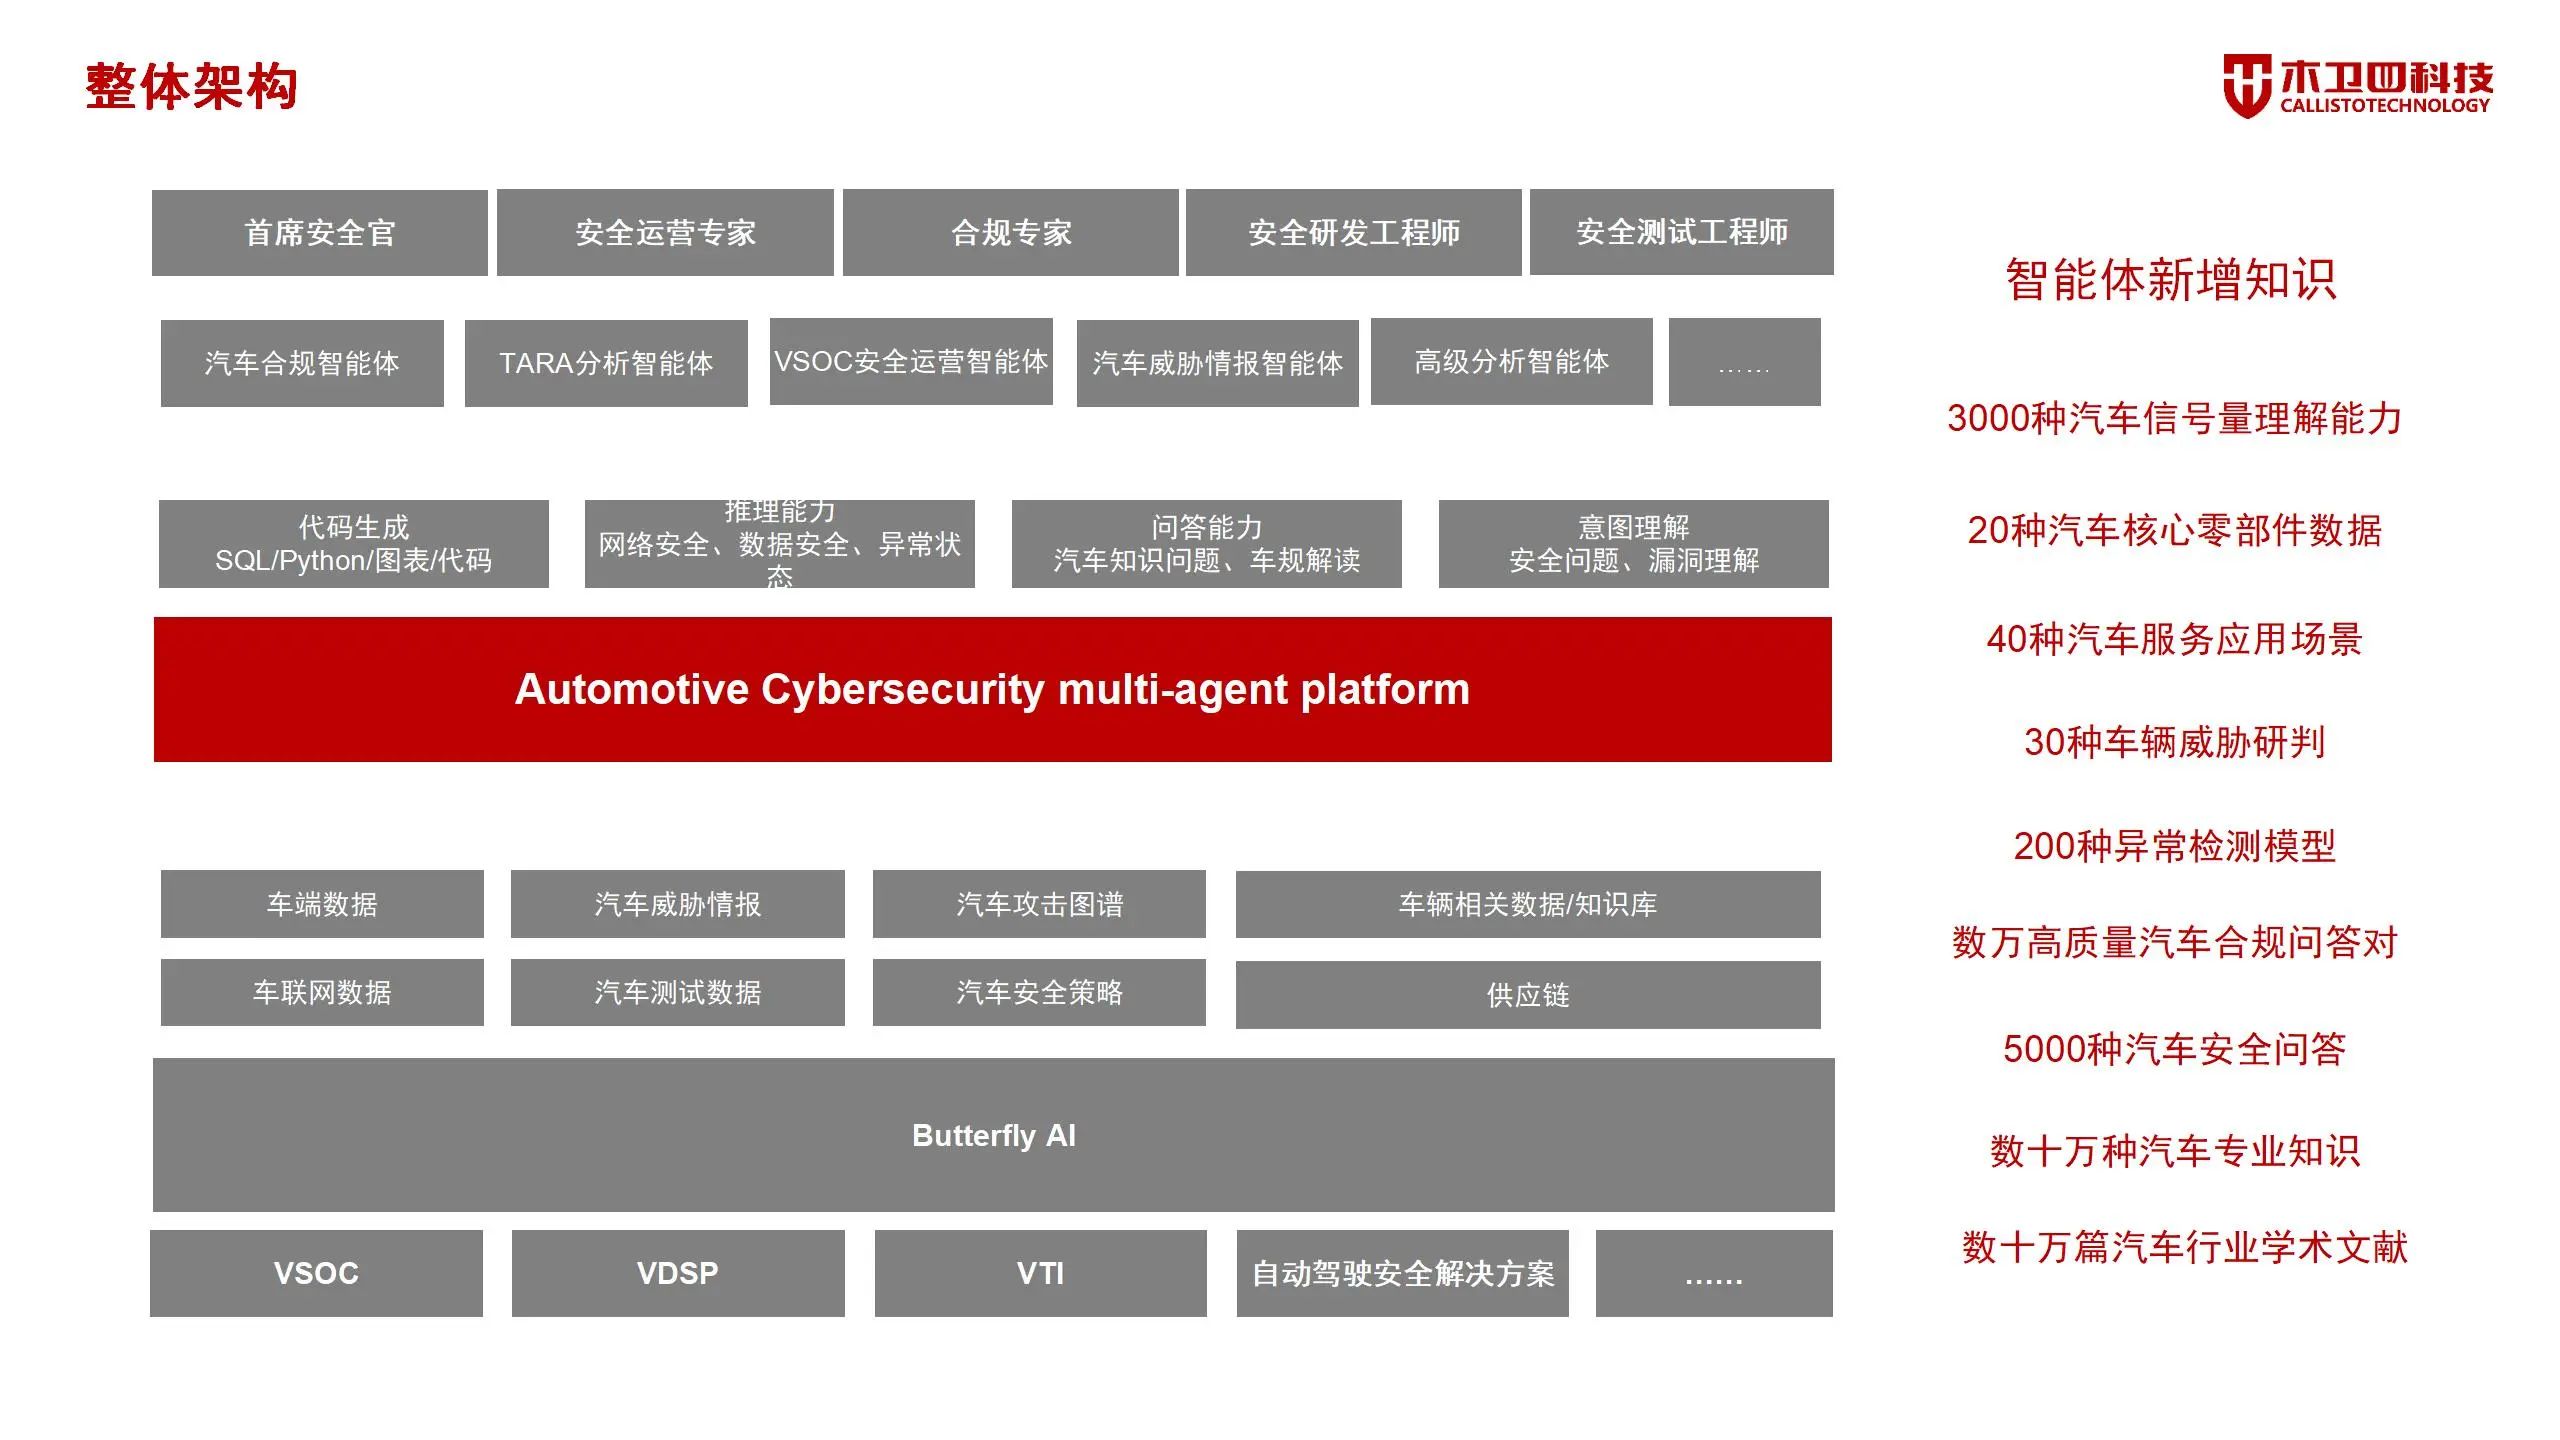 整体架构
木卫四科技
CALLISTOTECHNOLOGY
首席安全官
安全运营专家
合规专家
安全研发工程师
安全测试工程师
汽车合规智能体
TARA分析智能体
VSOC安全运营智能体
汽车威胁情报智能体
高级分析智能体
……
代码生成
SQL/Python/图表/代码
推理能力
网络安全、数据安全、异常状
态
问答能力
汽车知识问题、车规解读
意图理解
安全问题、漏洞理解
Automotive Cybersecurity multi-agent platform
车端数据
汽车威胁情报
汽车攻击图谱
车辆相关数据/知识库
车联网数据
汽车测试数据
汽车安全策略
供应链
Butterfly AI
VSOC
VDSP
VTI
自动驾驶安全解决方案
……
智能体新增知识
3000种汽车信号量理解能力
20种汽车核心零部件数据
40种汽车服务应用场景
30种车辆威胁研判
200种异常检测模型
数万高质量汽车合规问答对
5000种汽车安全问答
数十万种汽车专业知识
数十万篇汽车行业学术文献